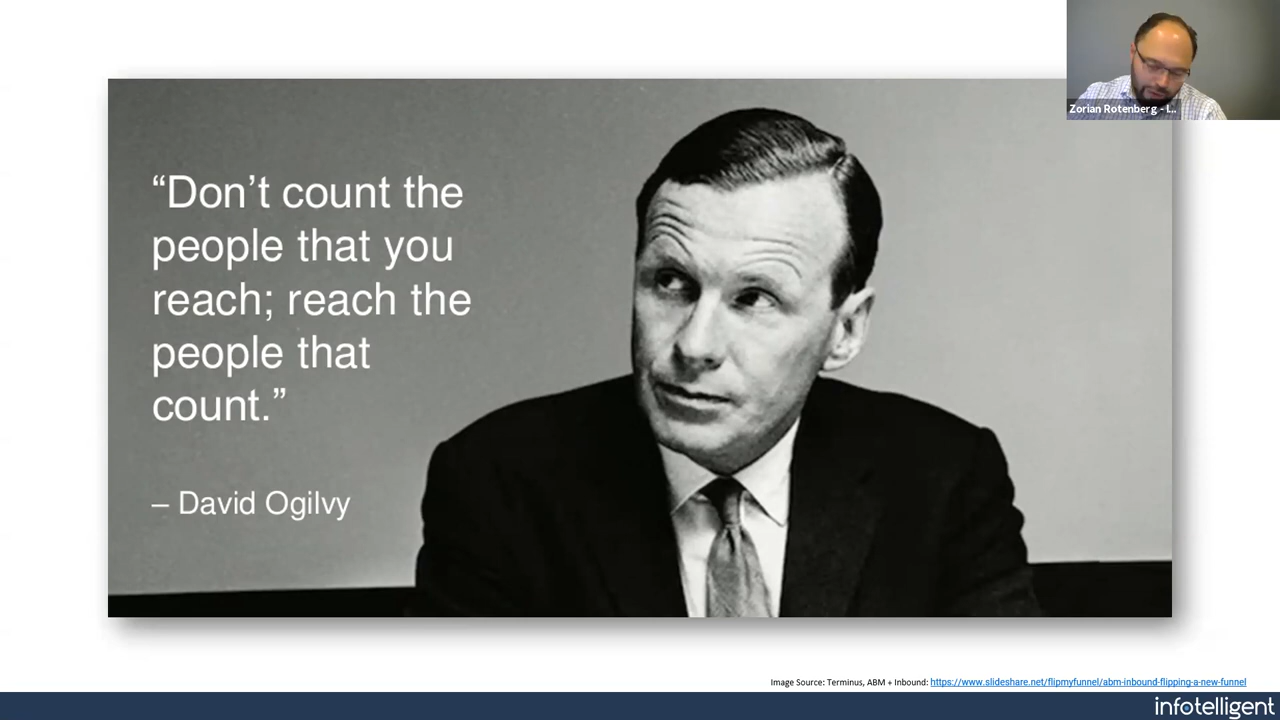 Zorian Rotenberg - I...
“Don’t count the
people that you
reach; reach the
people that
count.”
– David Ogilvy
Image Source: Terminus, ABM + Inbound: https://www.slideshare.net/flipmyfunnel/abm-inbound-flipping-a-new-funnel
infotelligent